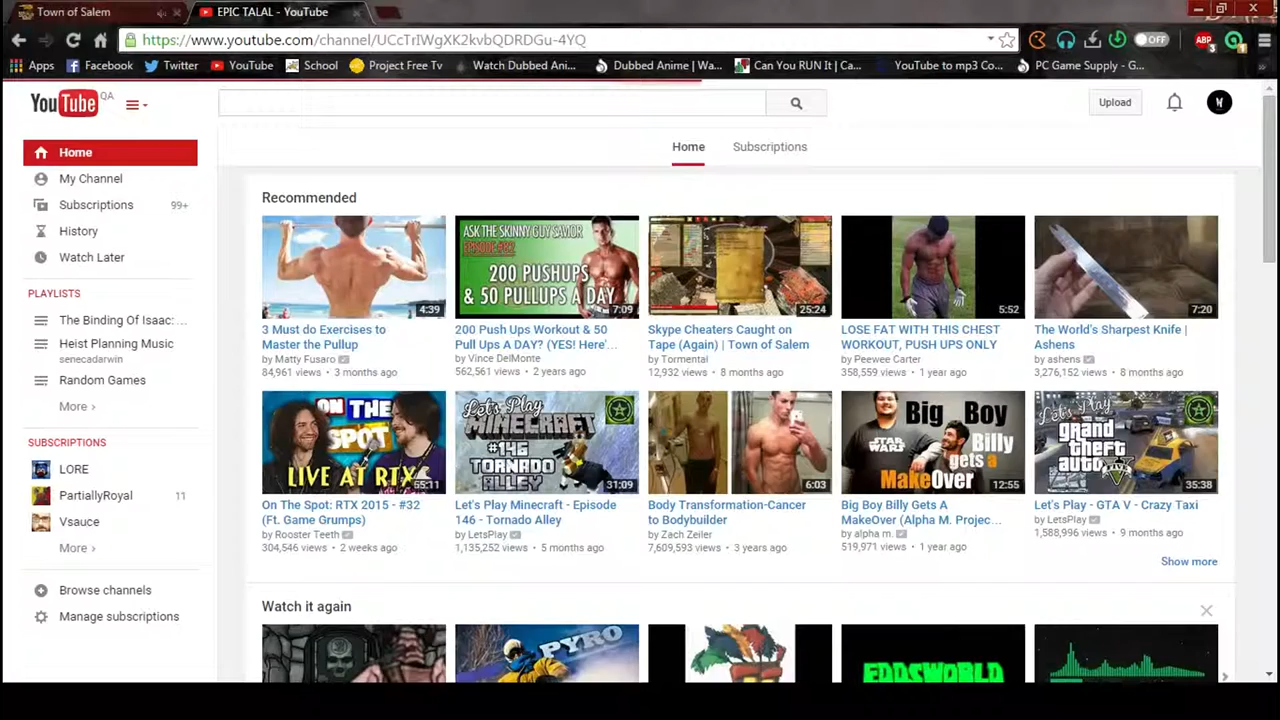 Town of Salem
EPIC TALAL - YouTube
https://www.youtube.com/channel/UCcTrIWgXK2kvbQDRDGu-4YQ
OFF
ABP
3
1
Apps
Facebook
Twitter
YouTube
School
Project Free Tv
Watch Dubbed Ani...
Dubbed Anime | Wa...
Can You RUN It | Ca...
YouTube to mp3 Co...
PC Game Supply - G...
YouTube QA
Upload
Home
Subscriptions
Home
My Channel
Subscriptions 99+
History
Watch Later
PLAYLISTS
The Binding Of Isaac: ...
Heist Planning Music
senecadarwin
Random Games
More ›
SUBSCRIPTIONS
LORE
PartiallyRoyal 11
Vsauce
More ›
Browse channels
Manage subscriptions
Recommended
4:39
3 Must do Exercises to
Master the Pullup
by Matty Fusaro
84,961 views • 3 months ago
ASK THE SKINNY GUY SAVIOR
200 PUSHUPS
& 50 PULLUPS A DAY
7:09
200 Push Ups Workout & 50
Pull Ups A DAY? (YES! Here'...
by Vince DelMonte
562,561 views • 2 years ago
25:24
Skype Cheaters Caught on
Tape (Again) | Town of Salem
by Tormental
12,932 views • 8 months ago
5:52
LOSE FAT WITH THIS CHEST
WORKOUT, PUSH UPS ONLY
by Peewee Carter
358,559 views • 1 year ago
7:20
The World's Sharpest Knife |
Ashens
by ashens
3,276,152 views • 8 months ago
ON THE
SPOT
LIVE AT RTX
65:11
On The Spot: RTX 2015 - #32
(Ft. Game Grumps)
by Rooster Teeth
304,546 views • 2 weeks ago
Let's Play
MINECRAFT
#146
TORNADO
ALLEY
31:09
Let's Play Minecraft - Episode
146 - Tornado Alley
by LetsPlay
1,135,252 views • 5 months ago
6:03
Body Transformation-Cancer
to Bodybuilder
by Zach Zeiler
7,609,593 views • 3 years ago
Big Boy
Billy
gets a
MakeOver
STAR
WARS
12:55
Big Boy Billy Gets A
MakeOver (Alpha M. Projec...
by alpha m.
519,971 views • 1 year ago
Let's Play
grand
theft
auto
35:38
Let's Play - GTA V - Crazy Taxi
by LetsPlay
1,588,996 views • 9 months ago
Show more
Watch it again
PYRO
EDDSWORLD